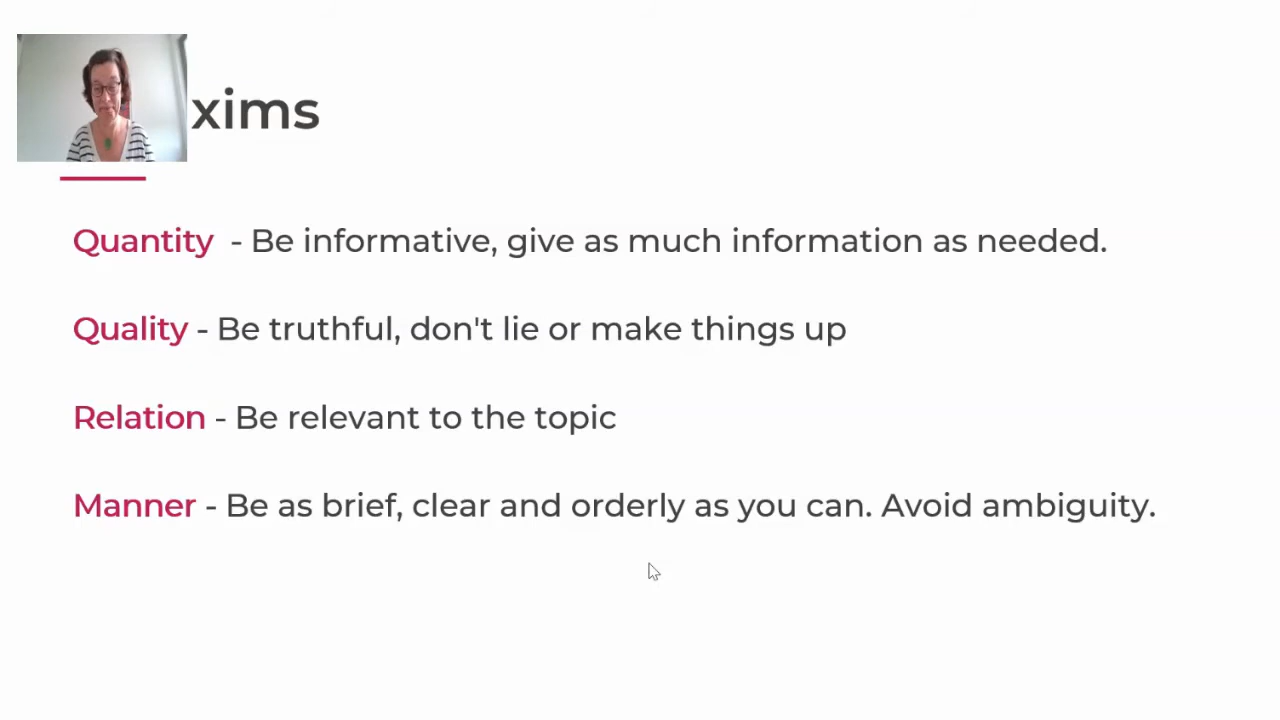 xims
Quantity - Be informative, give as much information as needed.
Quality - Be truthful, don't lie or make things up
Relation - Be relevant to the topic
Manner - Be as brief, clear and orderly as you can. Avoid ambiguity.